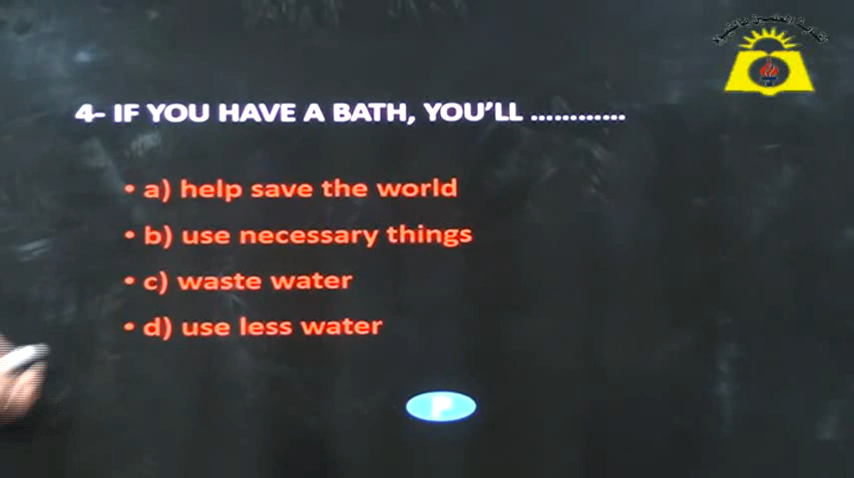 4- IF YOU HAVE A BATH, YOU'LL .............
• a) help save the world
• b) use necessary things
• c) waste water
• d) use less water
P